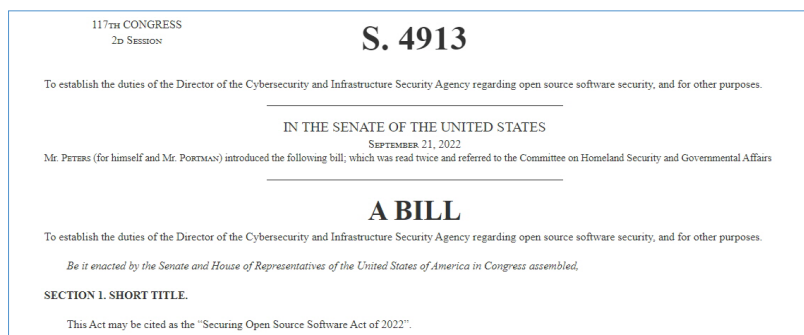 117TH CONGRESS
2D SESSION
S. 4913
To establish the duties of the Director of the Cybersecurity and Infrastructure Security Agency regarding open source software security, and for other purposes.
IN THE SENATE OF THE UNITED STATES
SEPTEMBER 21, 2022
Mr. PETERS (for himself and Mr. PORTMAN) introduced the following bill; which was read twice and referred to the Committee on Homeland Security and Governmental Affairs
A BILL
To establish the duties of the Director of the Cybersecurity and Infrastructure Security Agency regarding open source software security, and for other purposes.
Be it enacted by the Senate and House of Representatives of the United States of America in Congress assembled,
SECTION 1. SHORT TITLE.
This Act may be cited as the “Securing Open Source Software Act of 2022”.